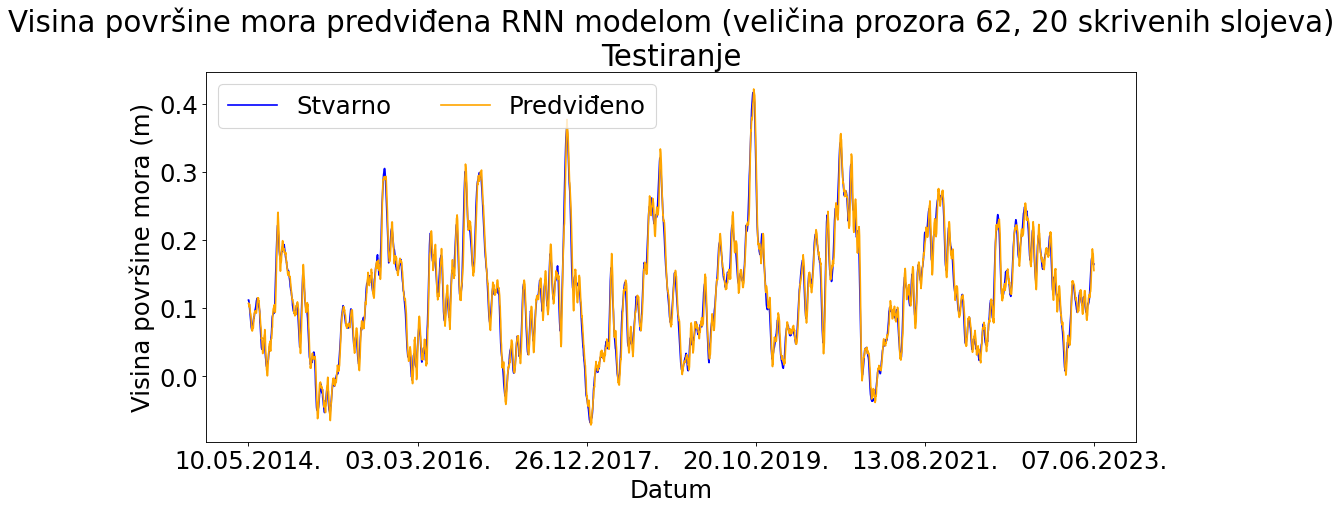 Visina površine mora predviđena RNN modelom (veličina prozora 62, 20 skrivenih slojeva)
Testiranje
Stvarno Predviđeno
Visina površine mora (m)
0.4
0.3
0.2
0.1
0.0
10.05.2014. 03.03.2016. 26.12.2017. 20.10.2019. 13.08.2021. 07.06.2023.
Datum